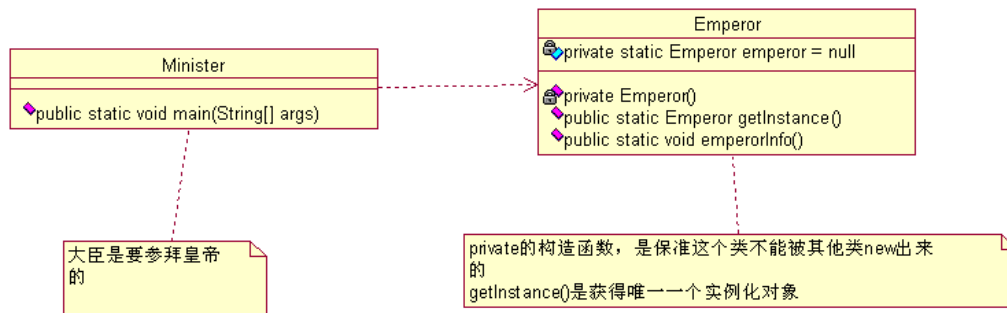 Minister
public static void main(String[] args)
Emperor
private static Emperor emperor = null
private Emperor()
public static Emperor getInstance()
public static void emperorInfo()
大臣是要参拜皇帝
的
private的构造函数，是保准这个类不能被其他类new出来
的
getInstance()是获得唯一一个实例化对象